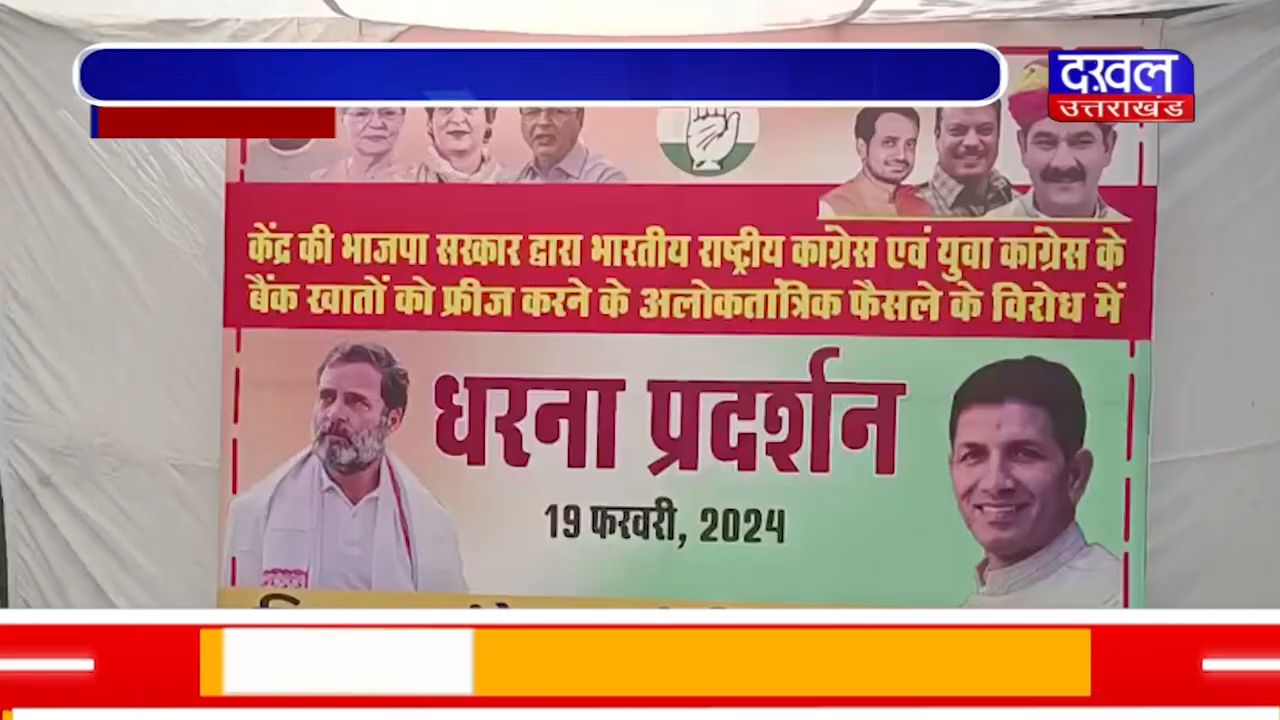 दख़ल
उत्तराखंड
केंद्र की भाजपा सरकार द्वारा भारतीय राष्ट्रीय कांग्रेस एवं युवा कांग्रेस के
बैंक खातों को फ्रीज करने के अलोकतांत्रिक फैसले के विरोध में
धरना प्रदर्शन
19 फरवरी, 2024